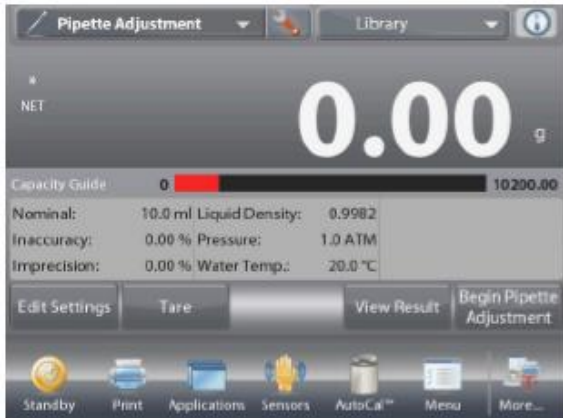 Pipette Adjustment Library
*
NET
0.00 g
Capacity Guide 0 10200.00
Nominal: 10.0 ml Liquid Density: 0.9982
Inaccuracy: 0.00 % Pressure: 1.0 ATM
Imprecision: 0.00 % Water Temp.: 20.0 °C
Edit Settings Tare View Result Begin Pipette
Adjustment
Standby Print Applications Sensors AutoCal™ Menu More...